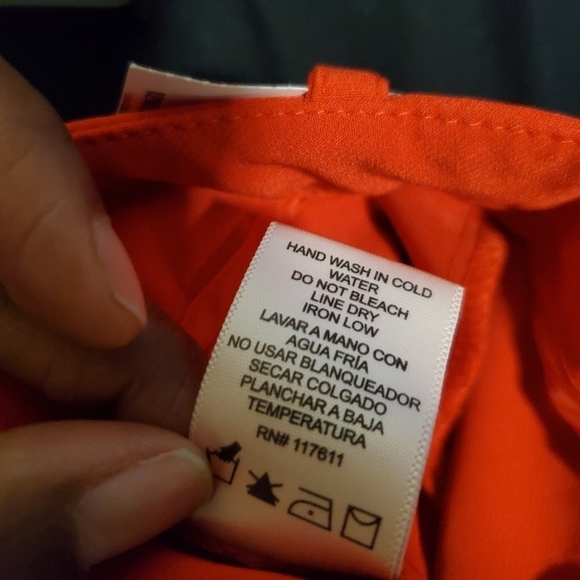 HAND WASH IN COLD
WATER
DO NOT BLEACH
LINE DRY
IRON LOW
LAVAR A MANO CON
AGUA FRÍA
NO USAR BLANQUEADOR
SECAR COLGADO
PLANCHAR A BAJA
TEMPERATURA
RN# 117611